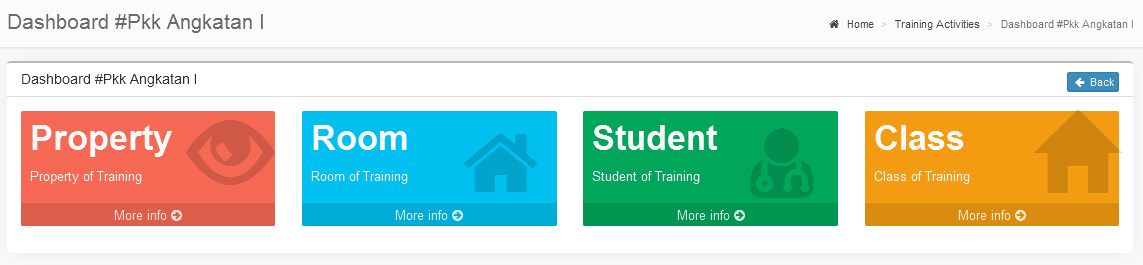 Dashboard #Pkk Angkatan I
Home > Training Activities > Dashboard #Pkk Angkatan I
Dashboard #Pkk Angkatan I
Back
Property
Property of Training
More info
Room
Room of Training
More info
Student
Student of Training
More info
Class
Class of Training
More info